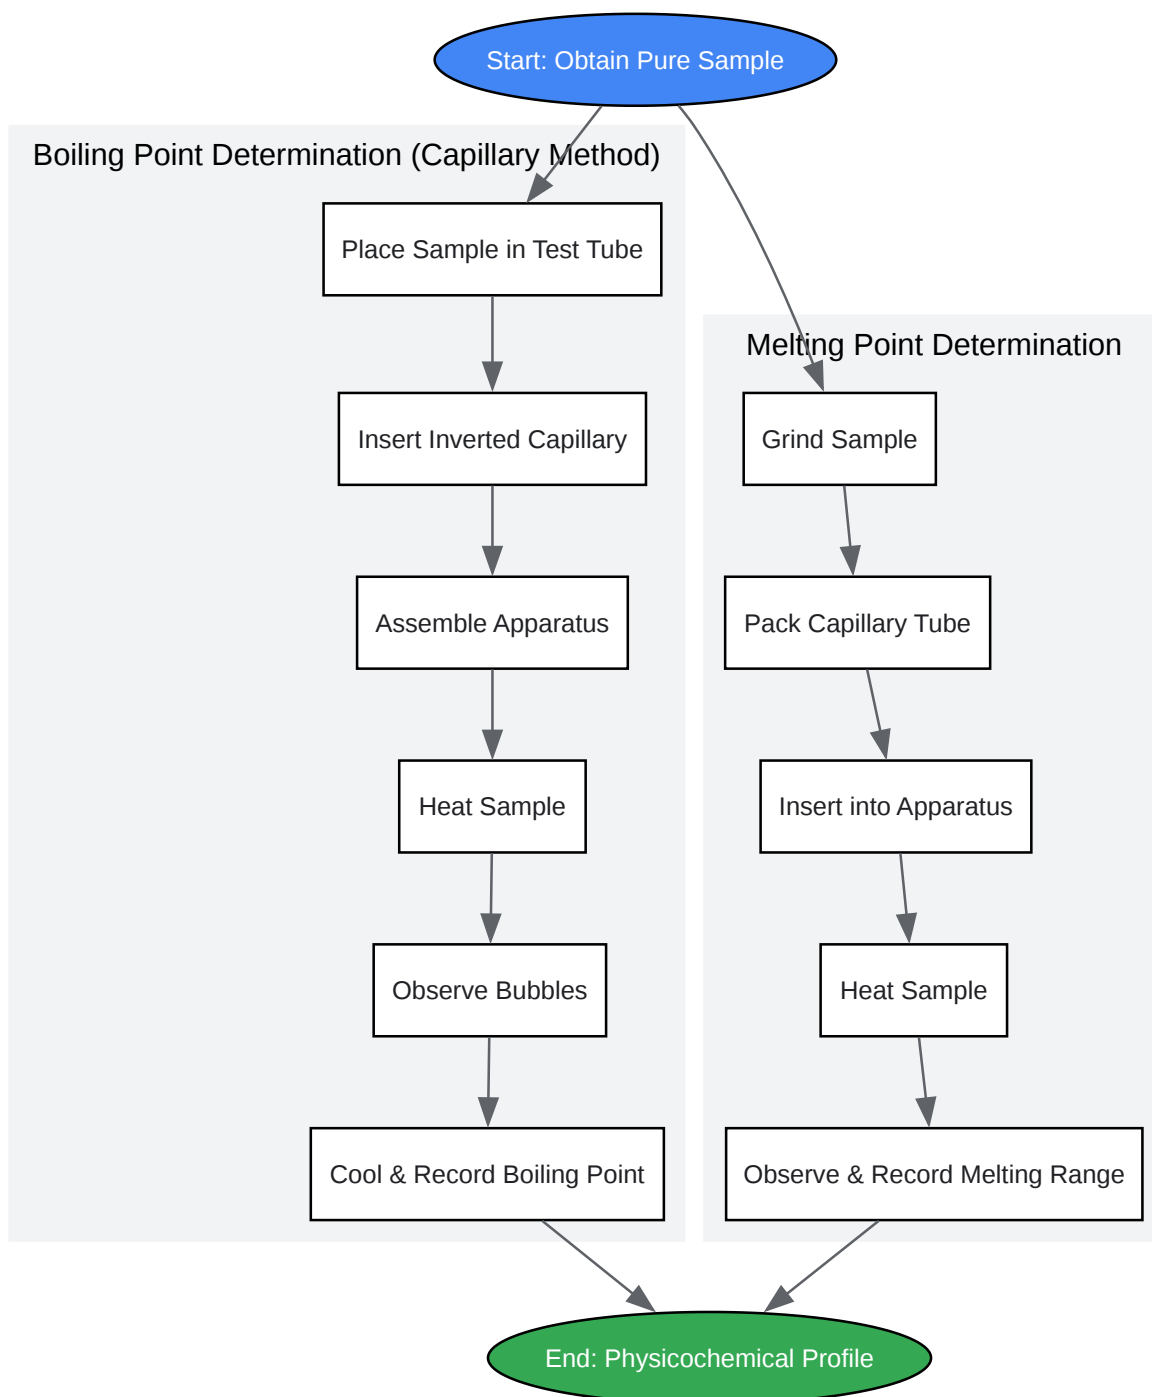 Start: Obtain Pure Sample
Boiling Point Determination (Capillary Method)
Place Sample in Test Tube
Insert Inverted Capillary
Assemble Apparatus
Heat Sample
Observe Bubbles
Cool & Record Boiling Point
Melting Point Determination
Grind Sample
Pack Capillary Tube
Insert into Apparatus
Heat Sample
Observe & Record Melting Range
End: Physicochemical Profile